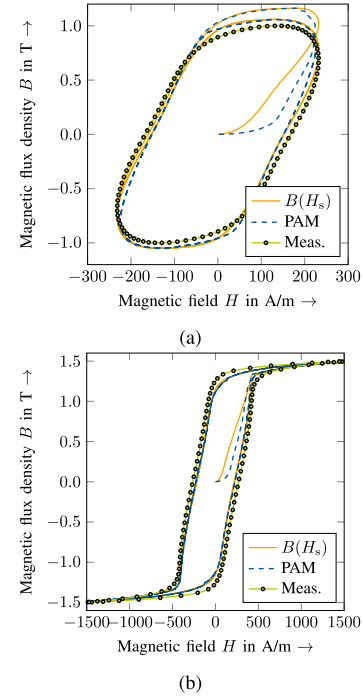 1.0
0.5
0.0
−0.5
−1.0
Magnetic flux density B in T →
B(Hs)
PAM
Meas.
−300 −200 −100 0 100 200 300
Magnetic field H in A/m →
(a)
1.5
1.0
0.5
0.0
−0.5
−1.0
−1.5
Magnetic flux density B in T →
B(Hs)
PAM
Meas.
−1500 −1000 −500 0 500 1000 1500
Magnetic field H in A/m →
(b)